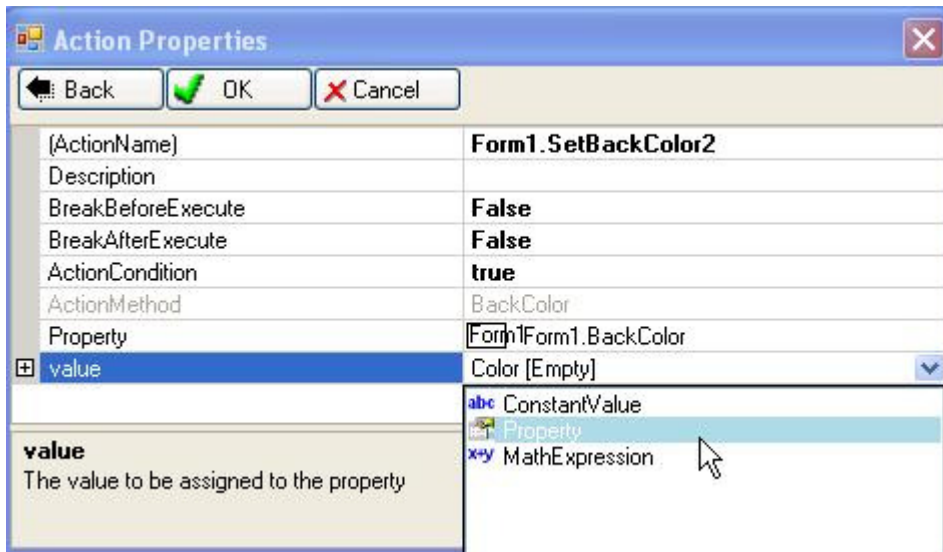 Action Properties
Back OK Cancel
(ActionName) Form1.SetBackColor2
Description
BreakBeforeExecute False
BreakAfterExecute False
ActionCondition true
ActionMethod BackColor
Property Form1Form1.BackColor
value Color [Empty]
abc ConstantValue
Property
x+y MathExpression
value
The value to be assigned to the property